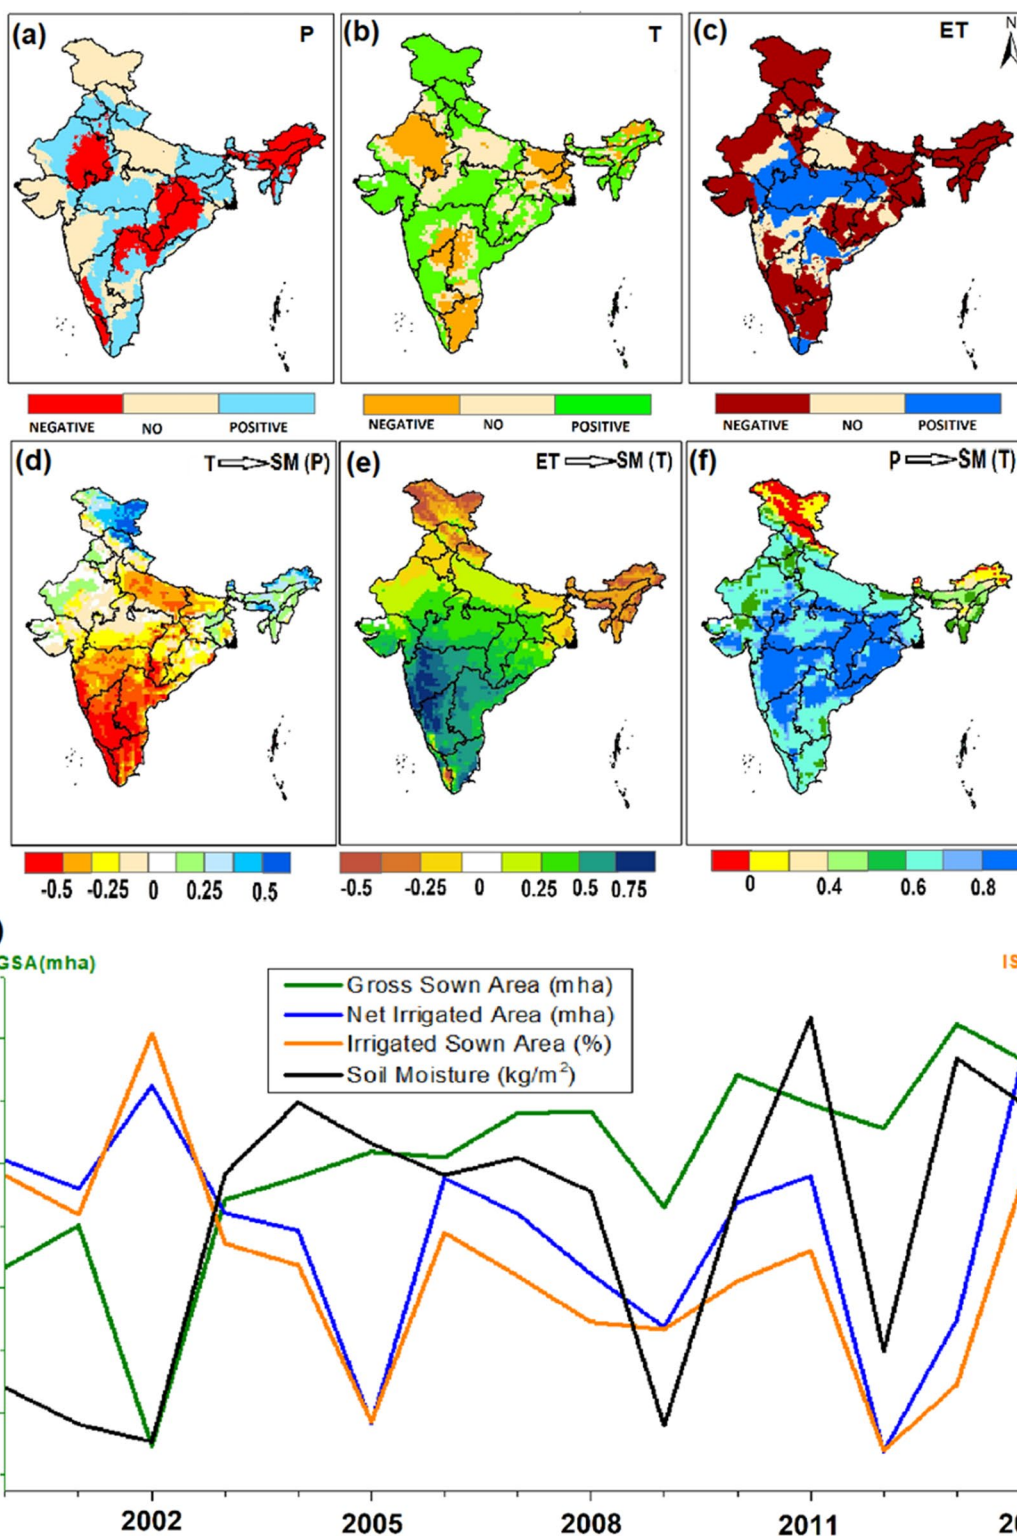 (a) P
(b) T
(c) ET
N
NEGATIVE NO POSITIVE
NEGATIVE NO POSITIVE
NEGATIVE NO POSITIVE
(d) T SM (P)
(e) ET SM (T)
(f) P SM (T)
-0.5 -0.25 0 0.25 0.5
-0.5 -0.25 0 0.25 0.5 0.75
0 0.4 0.6 0.8
)
GSA(mha)
IS
Gross Sown Area (mha)
Net Irrigated Area (mha)
Irrigated Sown Area (%)
Soil Moisture (kg/m²)
2002 2005 2008 2011 20